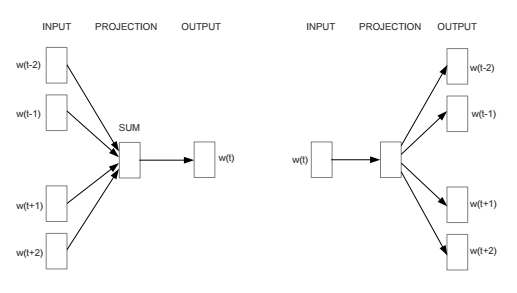 INPUT PROJECTION OUTPUT
w(t-2)
w(t-1)
SUM
w(t)
w(t+1)
w(t+2)
INPUT PROJECTION OUTPUT
w(t-2)
w(t-1)
w(t)
w(t+1)
w(t+2)